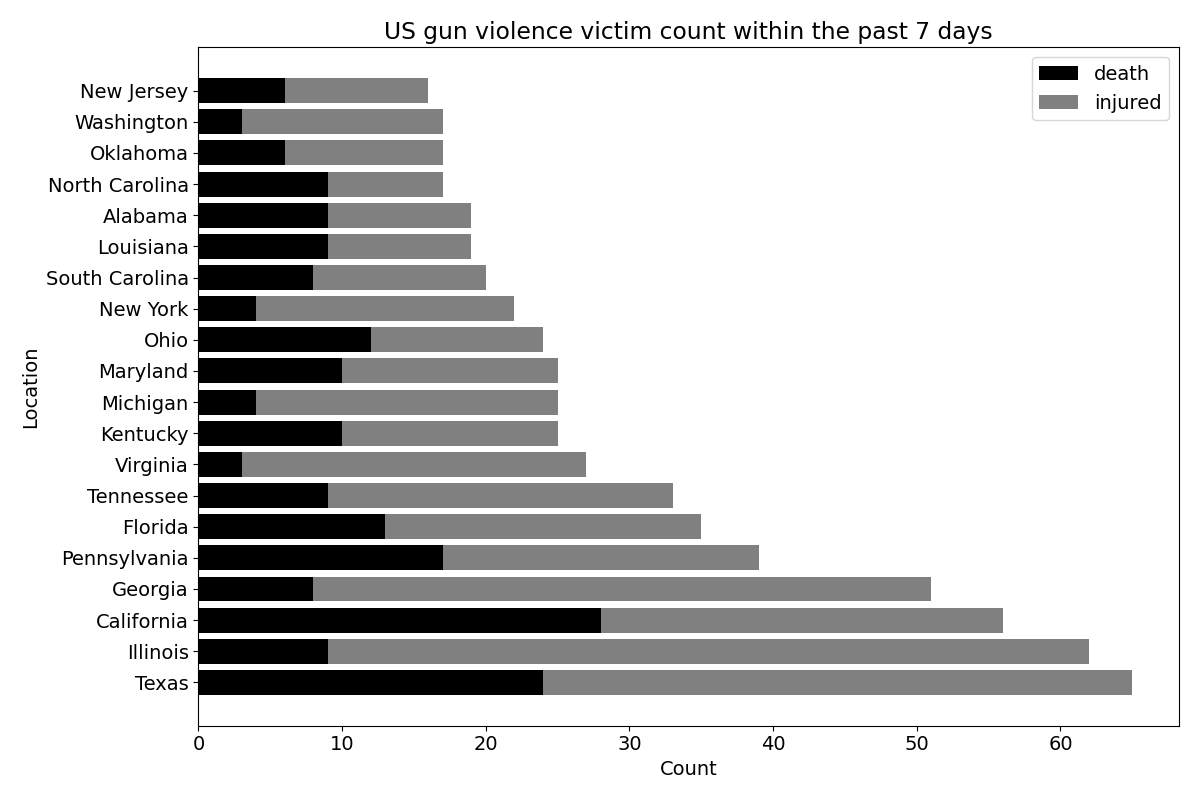 US gun violence victim count within the past 7 days
death
injured
New Jersey
Washington
Oklahoma
North Carolina
Alabama
Louisiana
South Carolina
New York
Ohio
Maryland
Michigan
Kentucky
Virginia
Tennessee
Florida
Pennsylvania
Georgia
California
Illinois
Texas
Location
0 10 20 30 40 50 60
Count